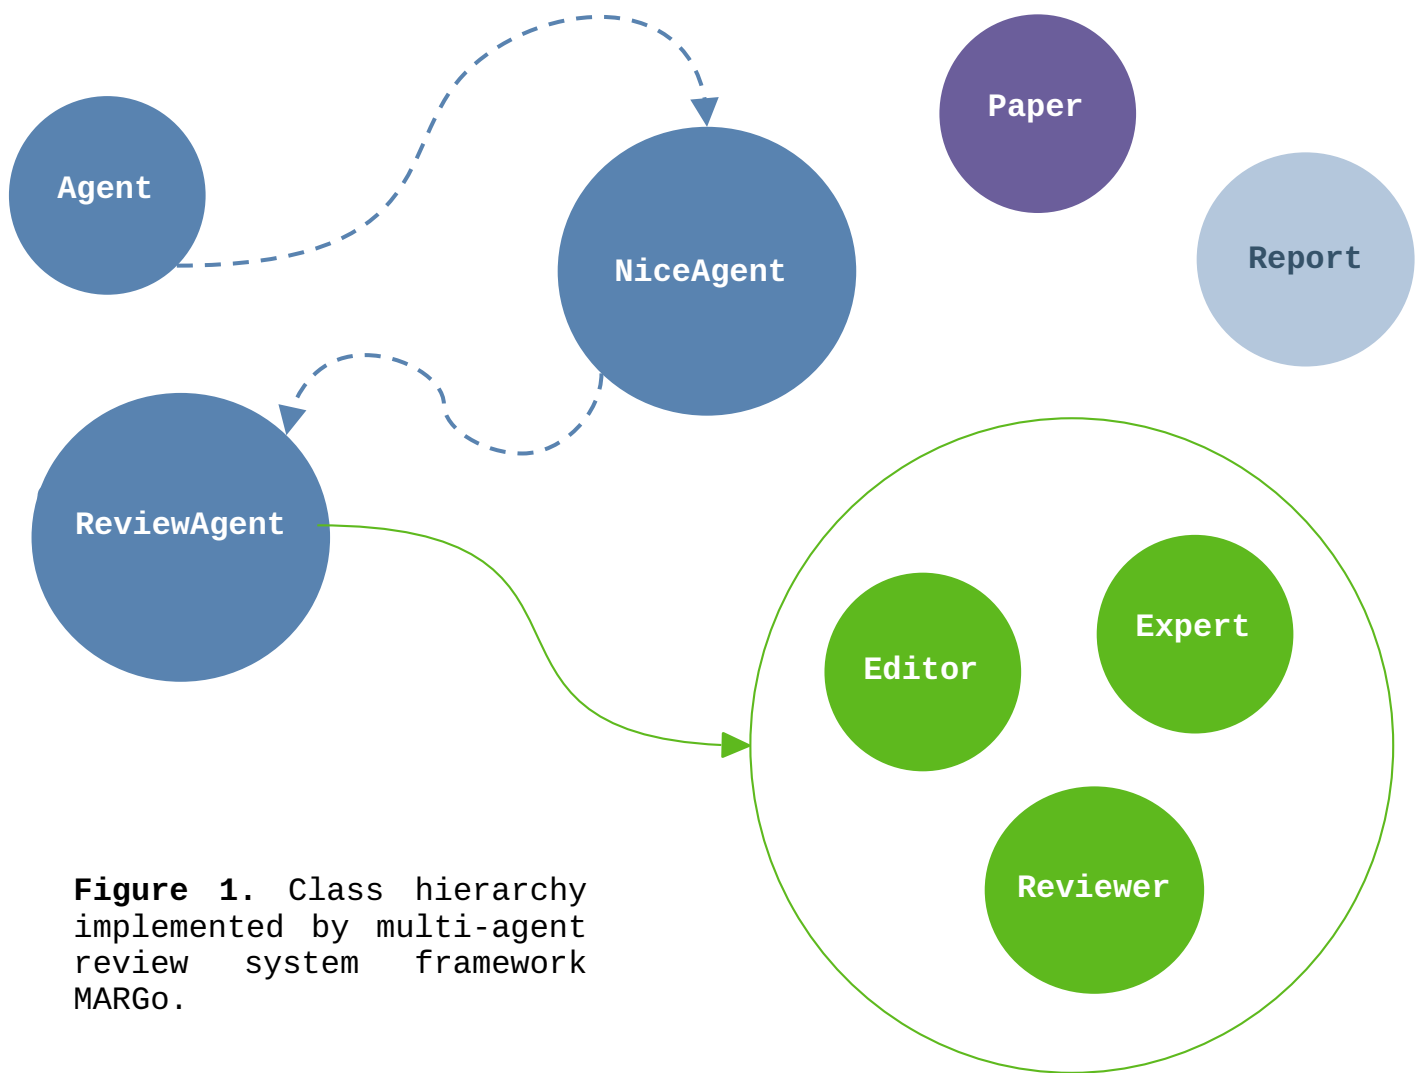 Paper
Agent
Report
NiceAgent
ReviewAgent
Expert
Editor
Reviewer
Figure 1. Class hierarchy
implemented by multi-agent
review system framework
MARGo.